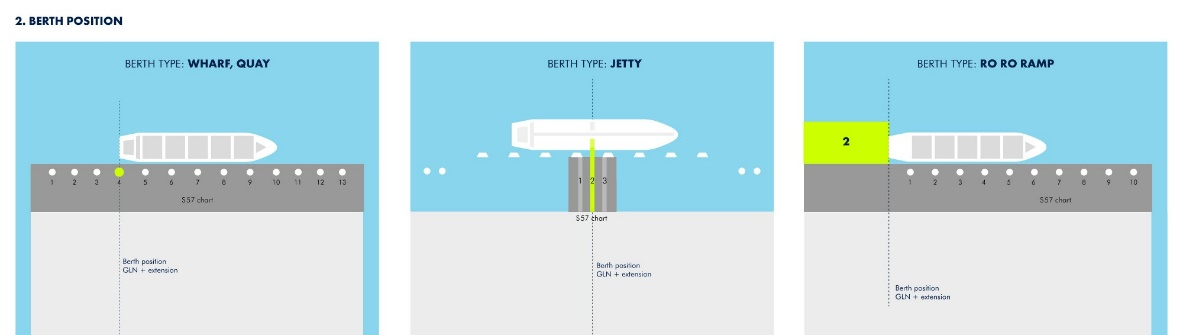 2. BERTH POSITION
BERTH TYPE: WHARF, QUAY
1 2 3 4 5 6 7 8 9 10 11 12 13
S57 chart
Berth position
GLN + extension
BERTH TYPE: JETTY
1 2 3
S57 chart
Berth position
GLN + extension
BERTH TYPE: RO RO RAMP
2
1 2 3 4 5 6 7 8 9 10
S57 chart
Berth position
GLN + extension